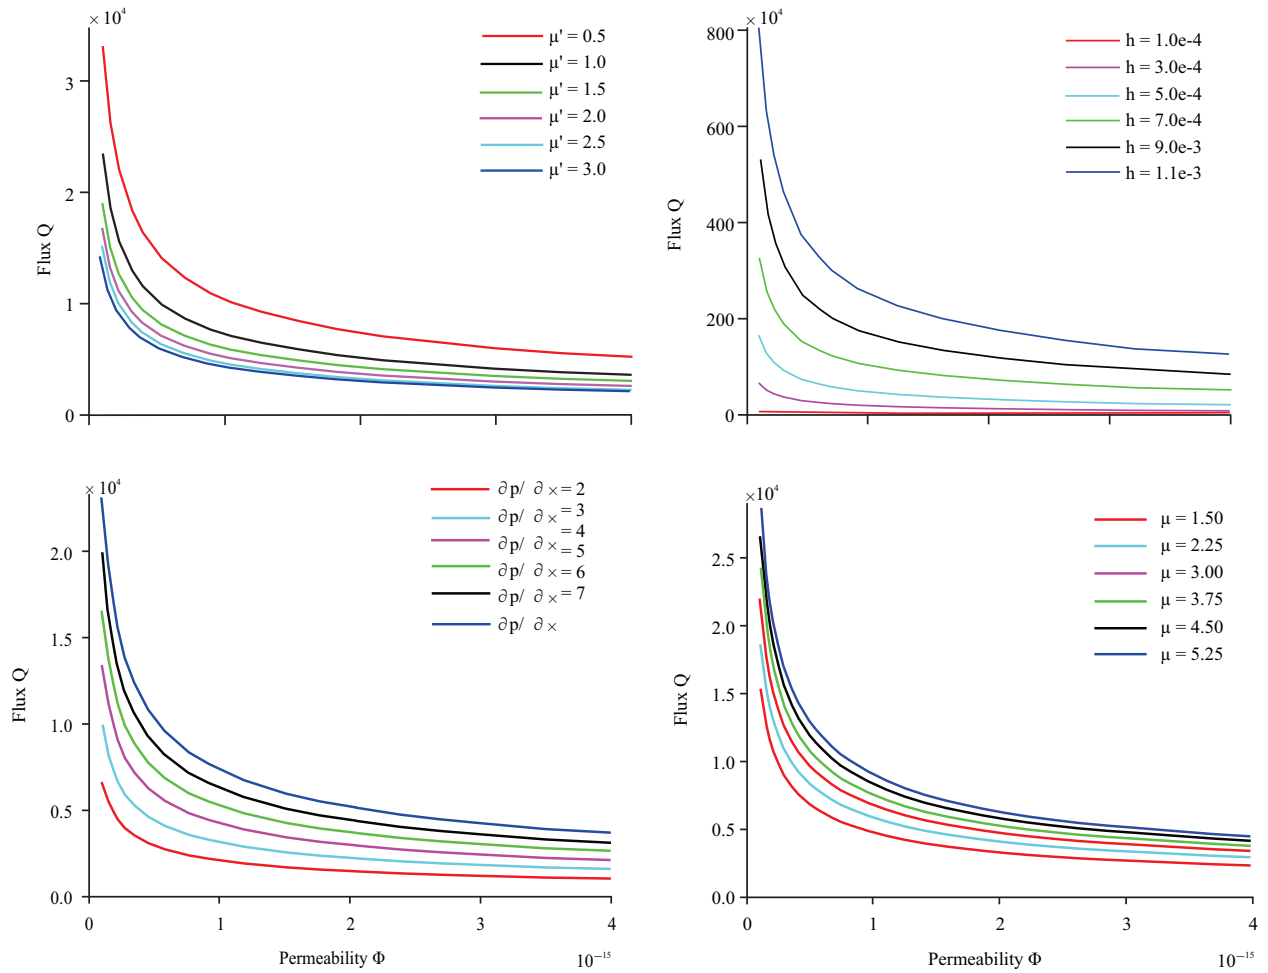 × 10⁴
3
2
1
0
Flux Q
μ' = 0.5
μ' = 1.0
μ' = 1.5
μ' = 2.0
μ' = 2.5
μ' = 3.0
× 10⁴
800
600
400
200
0
Flux Q
h = 1.0e-4
h = 3.0e-4
h = 5.0e-4
h = 7.0e-4
h = 9.0e-3
h = 1.1e-3
× 10⁴
2.0
1.5
1.0
0.5
0.0
Flux Q
∂p/ ∂× = 2
∂p/ ∂× = 3
∂p/ ∂× = 4
∂p/ ∂× = 5
∂p/ ∂× = 6
∂p/ ∂× = 7
0 1 2 3 4
Permeability Φ 10⁻¹⁵
×10⁴
2.5
2.0
1.5
1.0
0.5
0.0
Flux Q
μ = 1.50
μ = 2.25
μ = 3.00
μ = 3.75
μ = 4.50
μ = 5.25
0 1 2 3 4
Permeability Φ 10⁻¹⁵